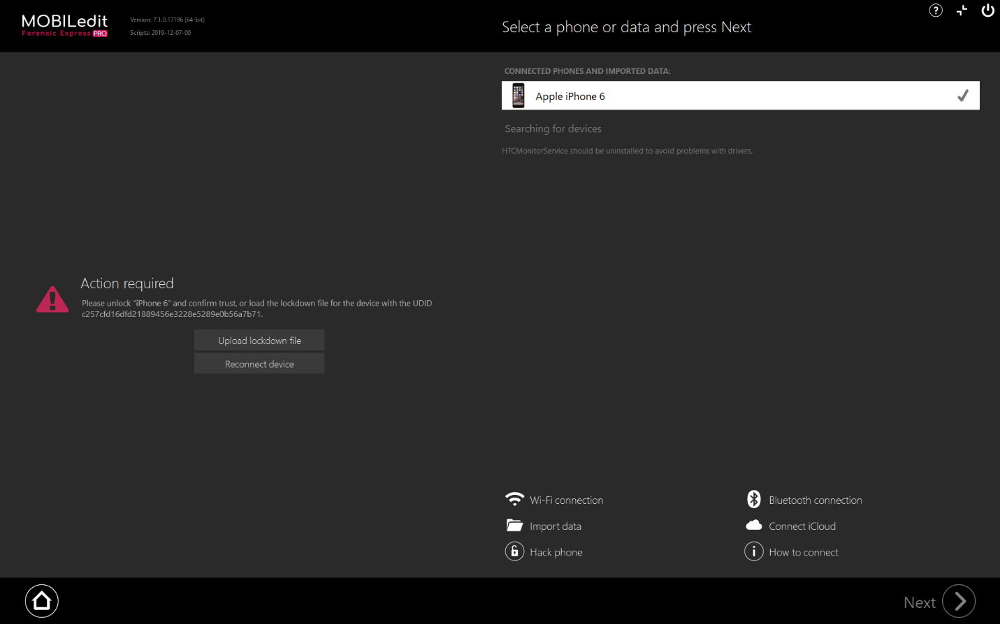 MOBILedit
Forensic Express PRO
Version: 7.1.0.17196 (64-bit)
Scripts: 2019-12-07-00
Select a phone or data and press Next
CONNECTED PHONES AND IMPORTED DATA:
Apple iPhone 6
Searching for devices
HTCMonitorService should be uninstalled to avoid problems with drivers.
Action required
Please unlock "iPhone 6" and confirm trust, or load the lockdown file for the device with the UDID
c257cfd16dfd21889456e3228e5289e0b56a7b71.
Upload lockdown file
Reconnect device
Wi-Fi connection
Bluetooth connection
Import data
Connect iCloud
Hack phone
How to connect
Next